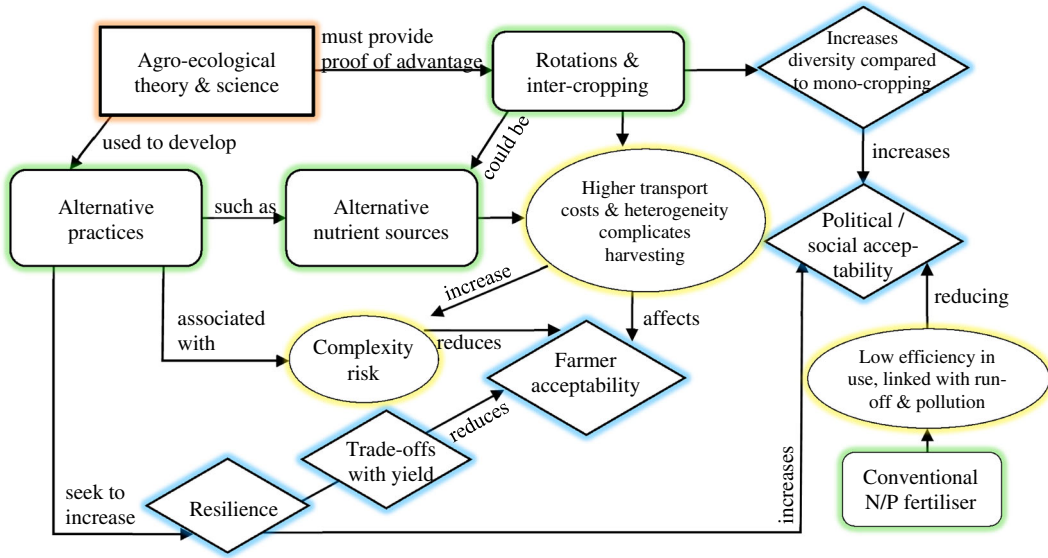 must provide
proof of advantage
Agro-ecological
theory & science
Rotations &
inter-cropping
Increases
diversity compared
to mono-cropping
used to develop
could be
increases
Alternative
practices
such as
Alternative
nutrient sources
Higher transport
costs & heterogeneity
complicates
harvesting
Political /
social accep-
tability
increase
reducing
associated
with
affects
Complexity
risk
reduces
Farmer
acceptability
Low efficiency in
use, linked with run-
off & pollution
reduces
Trade-offs
with yield
Conventional
N/P fertiliser
seek to
increase
Resilience
increases